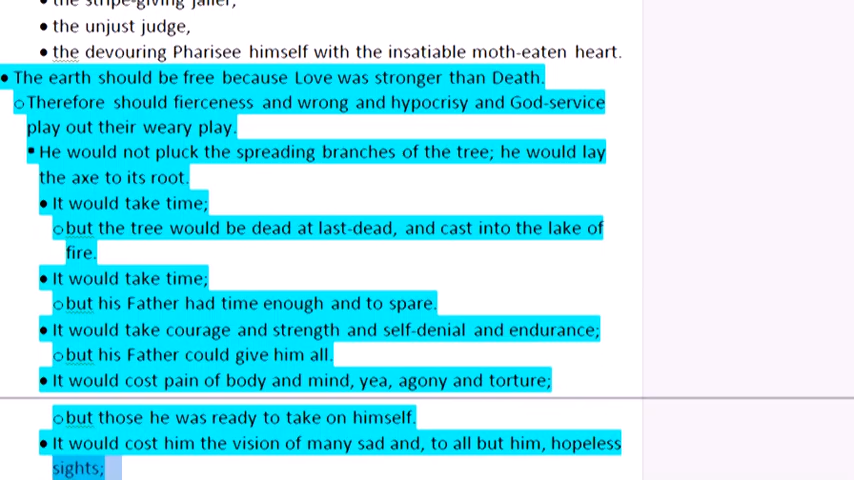 • the stripe-giving jailer,
• the unjust judge,
• the devouring Pharisee himself with the insatiable moth-eaten heart.
• The earth should be free because Love was stronger than Death.
○ Therefore should fierceness and wrong and hypocrisy and God-service
play out their weary play.
▪ He would not pluck the spreading branches of the tree; he would lay
the axe to its root.
• It would take time;
○ but the tree would be dead at last-dead, and cast into the lake of
fire.
• It would take time;
○ but his Father had time enough and to spare.
• It would take courage and strength and self-denial and endurance;
○ but his Father could give him all.
• It would cost pain of body and mind, yea, agony and torture;
○ but those he was ready to take on himself.
• It would cost him the vision of many sad and, to all but him, hopeless
sights;